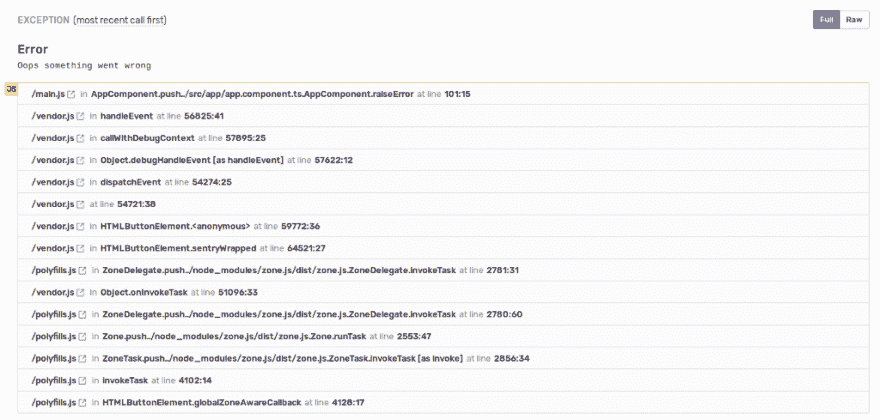 EXCEPTION (most recent call first)
Full Raw
Error
Oops something went wrong
JS
/main.js in AppComponent.push../src/app/app.component.ts.AppComponent.raiseError at line 101:15
/vendor.js in handleEvent at line 56825:41
/vendor.js in callWithDebugContext at line 57895:25
/vendor.js in Object.debugHandleEvent [as handleEvent] at line 57622:12
/vendor.js in dispatchEvent at line 54274:25
/vendor.js at line 54721:38
/vendor.js in HTMLButtonElement.<anonymous> at line 59772:36
/vendor.js in HTMLButtonElement.sentryWrapped at line 64521:27
/polyfills.js in ZoneDelegate.push../node_modules/zone.js/dist/zone.js.ZoneDelegate.invokeTask at line 2781:31
/vendor.js in Object.onInvokeTask at line 51096:33
/polyfills.js in ZoneDelegate.push../node_modules/zone.js/dist/zone.js.ZoneDelegate.invokeTask at line 2780:60
/polyfills.js in Zone.push../node_modules/zone.js/dist/zone.js.Zone.runTask at line 2553:47
/polyfills.js in ZoneTask.push../node_modules/zone.js/dist/zone.js.ZoneTask.invokeTask [as invoke] at line 2856:34
/polyfills.js in invokeTask at line 4102:14
/polyfills.js in HTMLButtonElement.globalZoneAwareCallback at line 4128:17